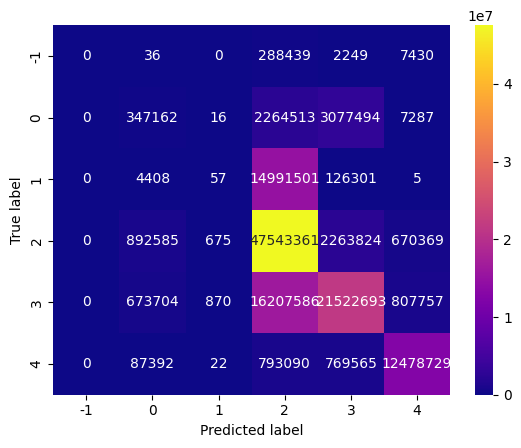 1e7
-1 0 36 0 288439 2249 7430
0 0 347162 16 2264513 3077494 7287
1 0 4408 57 14991501 126301 5
2 0 892585 675 47543361 2263824 670369
3 0 673704 870 16207586 21522693 807757
4 0 87392 22 793090 769565 12478729
-1 0 1 2 3 4
True label
Predicted label
4
3
2
1
0